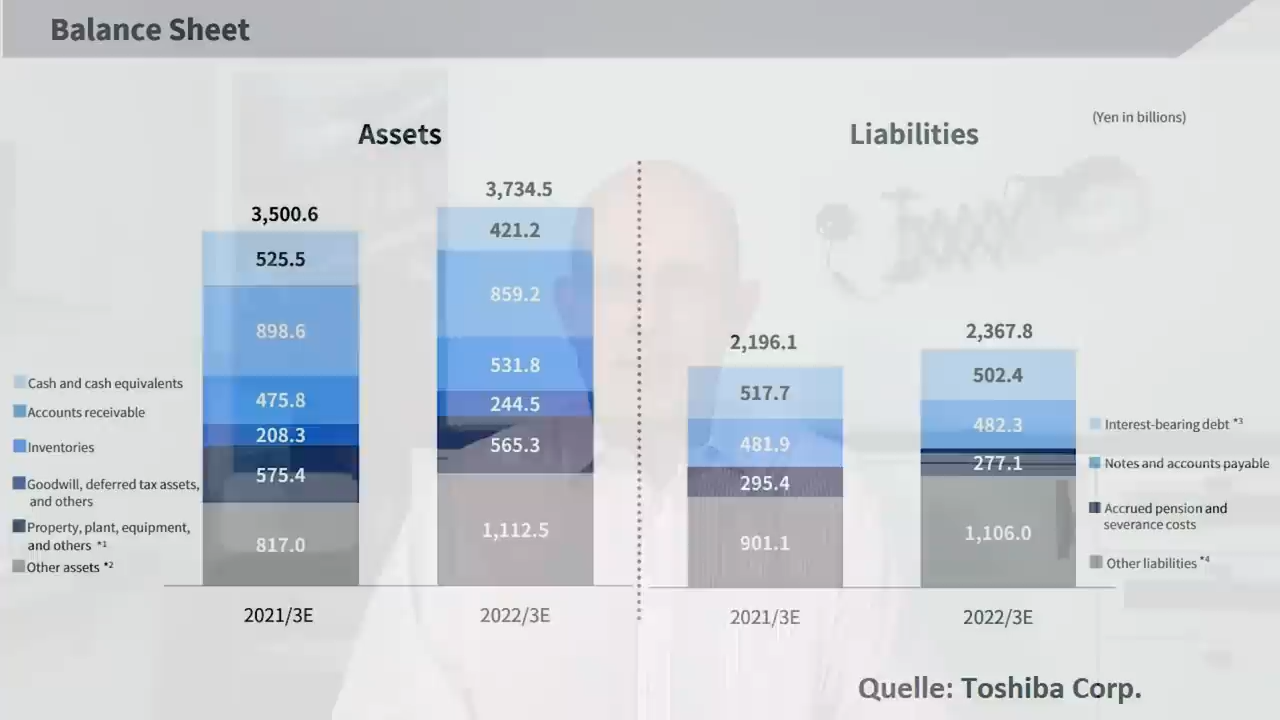 Balance Sheet
(Yen in billions)
Assets
Liabilities
3,500.6
525.5
898.6
475.8
208.3
575.4
817.0
2021/3E
3,734.5
421.2
859.2
531.8
244.5
565.3
1,112.5
2022/3E
2,196.1
517.7
481.9
295.4
901.1
2021/3E
2,367.8
502.4
482.3
277.1
1,106.0
2022/3E
Cash and cash equivalents
Accounts receivable
Inventories
Goodwill, deferred tax assets,
and others
Property, plant, equipment,
and others *1
Other assets *2
Interest-bearing debt *3
Notes and accounts payable
Accrued pension and
severance costs
Other liabilities *4
Quelle: Toshiba Corp.